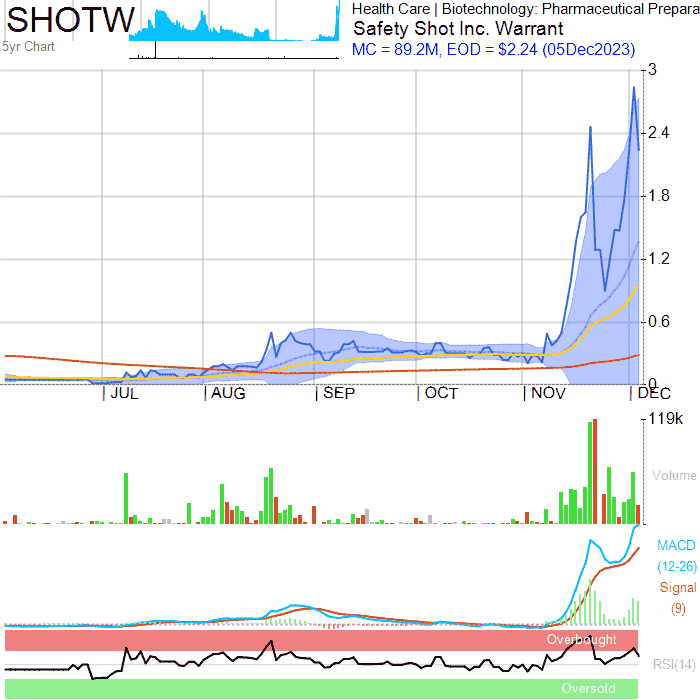 SHOTW
5yr Chart
Health Care | Biotechnology: Pharmaceutical Prepara
Safety Shot Inc. Warrant
MC = 89.2M, EOD = $2.24 (05Dec2023)
3
2.4
1.8
1.2
0.6
0
JUL
AUG
SEP
OCT
NOV
DEC
119k
Volume
MACD
(12-26)
Signal
(9)
Overbought
RSI(14)
Oversold